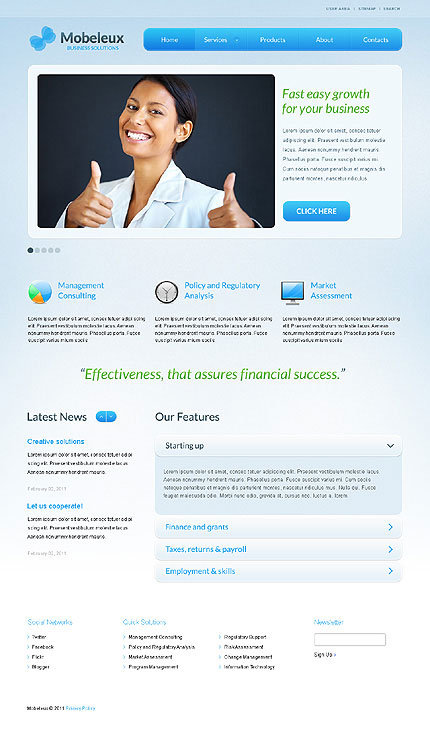 USER AREA | SITEMAP | SEARCH
Mobeleux
BUSINESS SOLUTIONS
Home Services Products About Contacts
Fast easy growth
for your business
Lorem ipsum dolor sit amet, consec tetuer
adipiscing elit. Praesent vestibulum molestie
lacus. Aenean nonummy hendrerit mauris.
Phasellus porta. Fusce suscipit varius mi.
Cum sociis natoque penatibus et magnis dis
parturient montes, nascetur ridiculus
CLICK HERE
Management
Consulting
Lorem ipsum dolor sit amet, consec tetuer adipiscing
elit. Praesent vestibulum molestie lacus. Aenean
nonummy hendrerit mauris. Phasellus porta. Fusce
suscipit varius mi sociis
Policy and Regulatory
Analysis
Lorem ipsum dolor sit amet, consec tetuer adipiscing
elit. Praesent vestibulum molestie lacus. Aenean
nonummy hendrerit mauris. Phasellus porta. Fusce
suscipit varius mi sociis
Market
Assessment
Lorem ipsum dolor sit amet, consec tetuer adipiscing
elit. Praesent vestibulum molestie lacus. Aenean
nonummy hendrerit mauris. Phasellus porta. Fusce
suscipit varius mi sociis
“Effectiveness, that assures financial success.”
Latest News
Creative solutions
Lorem ipsum dolor sit amet, consec tetuer
adipiscing elit. Praesent vestibulum molestie lacus.
Aenean nonummy hendrerit mauris
2011
Let us cooperate!
Lorem ipsum dolor sit amet, consec tetuer
adipiscing elit. Praesent vestibulum molestie lacus.
Aenean nonummy hendrerit mauris
2011
Our Features
Starting up
Lorem ipsum dolor sit amet, consec tetuer adipiscing elit. Praesent vestibulum molestie lacus.
Aenean nonummy hendrerit mauris. Phasellus porta. Fusce suscipit varius mi. Cum sociis
natoque penatibus et magnis dis parturient montes, nascetur ridiculus mus. Nulla dui. Fusce
feugiat malesuada odio. Morbi nunc odio, gravida at, cursus nec, luctus a, lorem.
Finance and grants
Taxes, returns & payroll
Employment & skills
Social Networks
Twitter
Facebook
Flickr
Blogger
Quick Solutions
Management Consulting
Policy and Regulatory Analysis
Market Assessment
Program Management
Regulatory Support
Risk Assessment
Change Management
Information Technology
Newsletter
Sign Up
Mobeleux © 2011 Privacy Policy